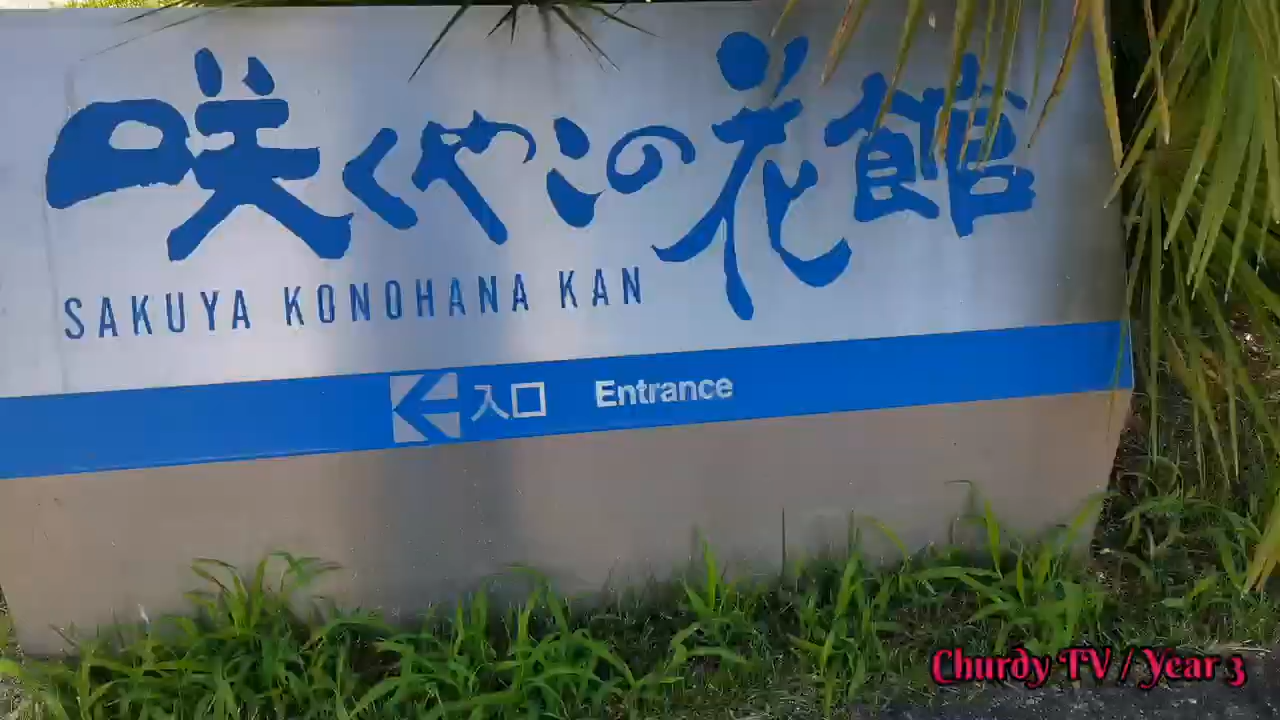 咲くやこの花館
SAKUYA KONOHANA KAN
入口 Entrance
Churdy TV / Year 3